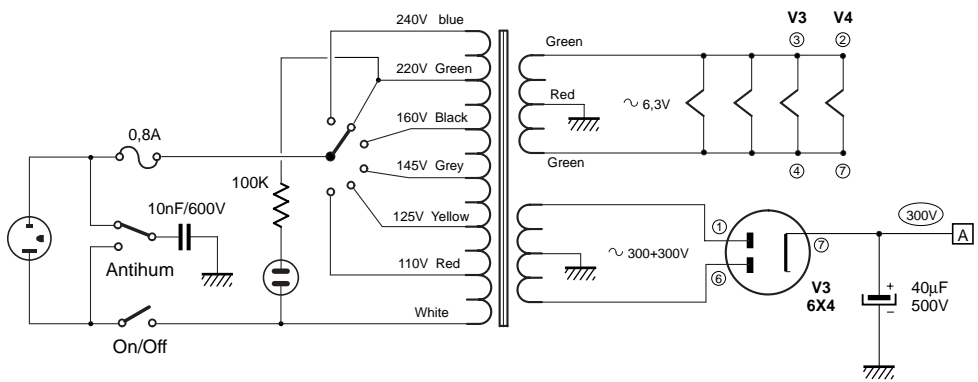 240V blue
220V Green
160V Black
145V Grey
125V Yellow
110V Red
White
0,8A
100K
10nF/600V
Antihum
On/Off
Green
Red
Green
~ 6,3V
V3 V4
③ ②
④ ⑦
~ 300+300V
①
⑥
⑦
V3
6X4
300V
A
+
40µF
500V
–